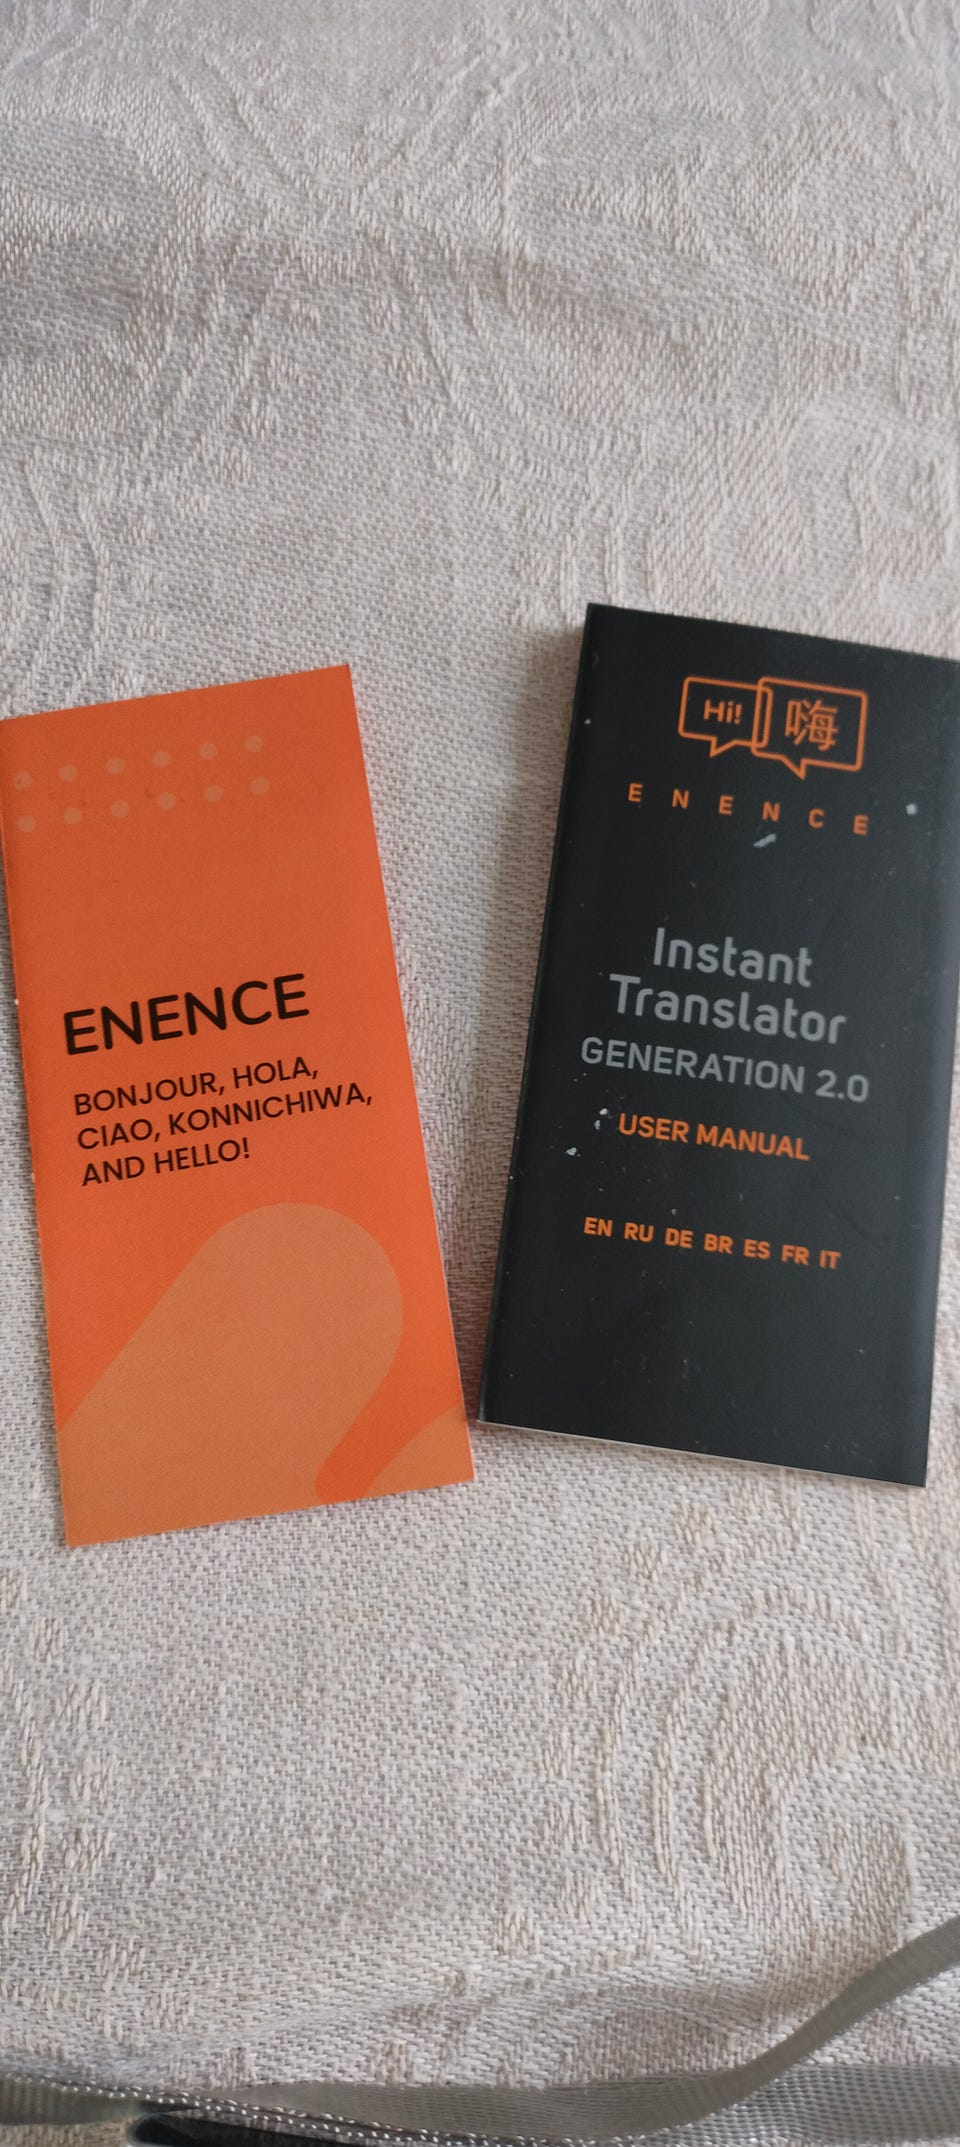 ENENCE
BONJOUR, HOLA,
CIAO, KONNICHIWA,
AND HELLO!
Hi! 嗨
ENENCE
Instant
Translator
GENERATION 2.0
USER MANUAL
EN RU DE BR ES FR IT